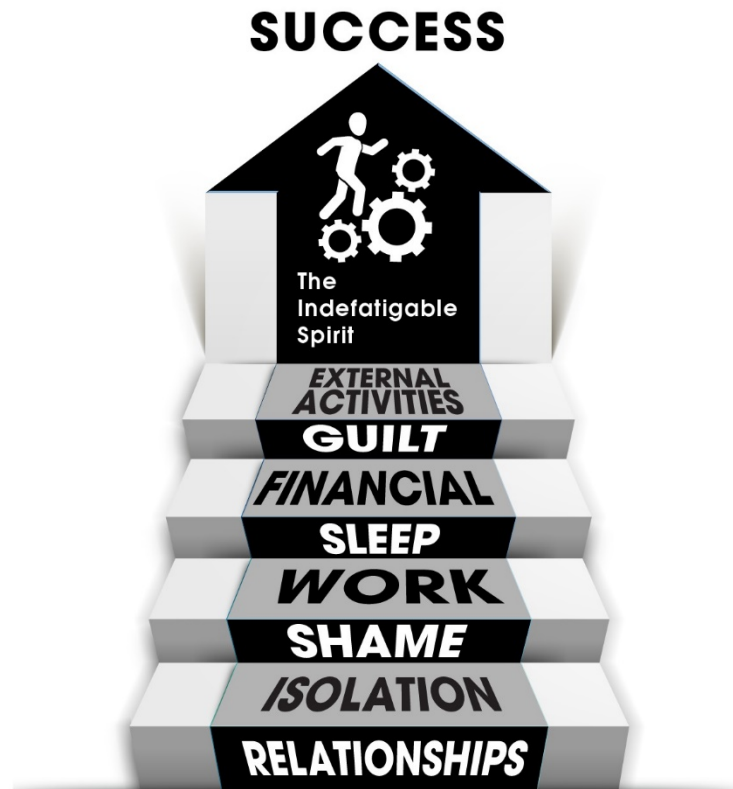 SUCCESS
The
Indefatigable
Spirit
EXTERNAL
ACTIVITIES
GUILT
FINANCIAL
SLEEP
WORK
SHAME
ISOLATION
RELATIONSHIPS